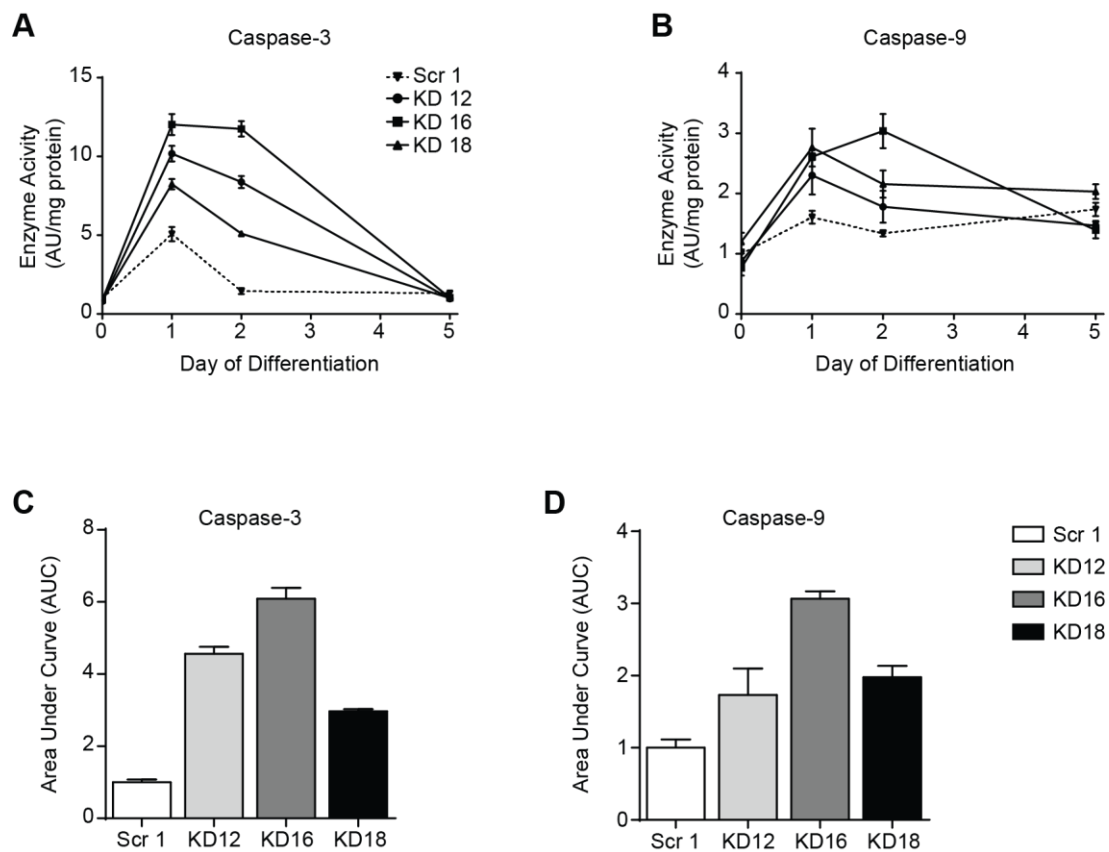 A
Caspase-3
15
10
5
0
Enzyme Acivity
(AU/mg protein)
Scr 1
KD 12
KD 16
KD 18
0 1 2 3 4 5
Day of Differentiation
B
Caspase-9
4
3
2
1
0
Enzyme Acivity
(AU/mg protein)
0 1 2 3 4 5
Day of Differentiation
C
Caspase-3
8
6
4
2
0
Area Under Curve (AUC)
Scr 1 KD12 KD16 KD18
D
Caspase-9
4
3
2
1
0
Area Under Curve (AUC)
Scr 1 KD12 KD16 KD18
Scr 1
KD12
KD16
KD18